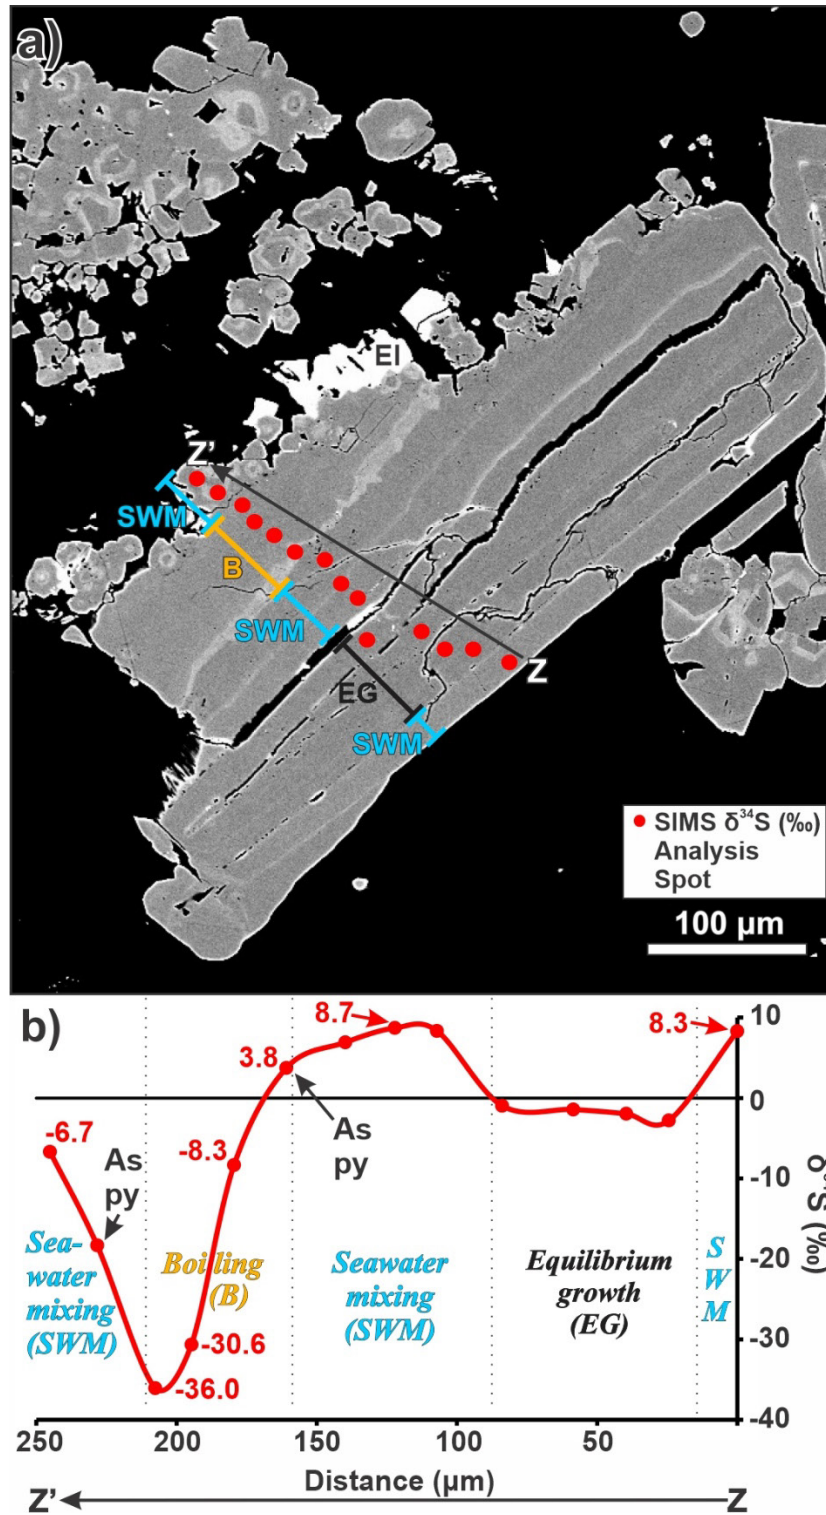 a)
El
Z'
SWM
B
SWM
EG
Z
SWM
SIMS δ³⁴S (‰)
Analysis
Spot
100 µm
b)
8.7
8.3
10
3.8
0
-6.7
As
py
-8.3
As
py
-10
Sea-
water
mixing
(SWM)
Boiling
(B)
Seawater
mixing
(SWM)
Equilibrium
growth
(EG)
S
W
M
-20
-30.6
-30
-36.0
-40
250
200
150
100
50
Distance (µm)
Z'
Z